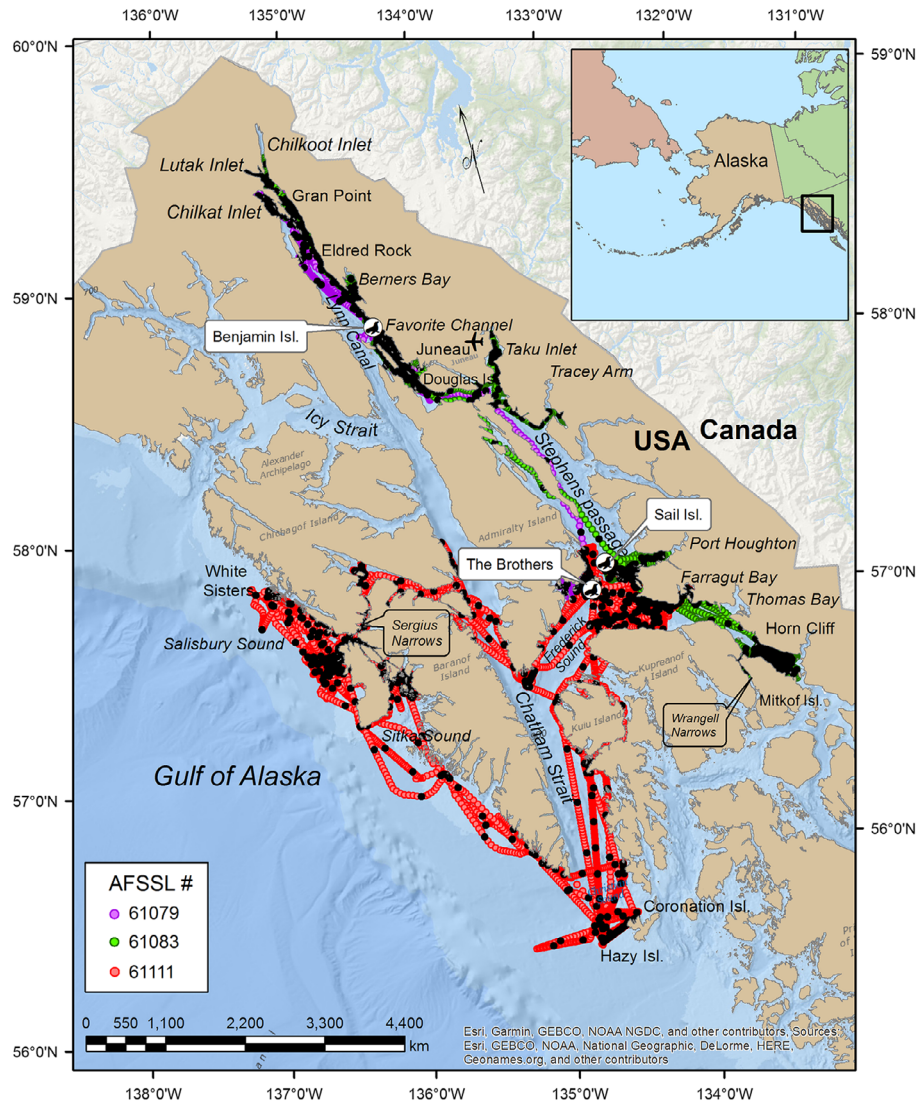 136°0'W 135°0'W 134°0'W 133°0'W 132°0'W 131°0'W
60°0'N
59°0'N
Alaska
N
Chilkoot Inlet
Lutak Inlet
Gran Point
Chilkat Inlet
Eldred Rock
Berners Bay
700
59°0'N
58°0'N
Lynn Canal
Benjamin Isl.
Favorite Channel
Juneau
Juneau
Taku Inlet
Douglas Is.
Tracey Arm
Icy Strait
USA
Canada
Alexander
Archipelago
Stephens passage
Sail Isl.
Chichagof Island
Admiralty Island
58°0'N
57°0'N
The Brothers
Port Houghton
White
Sisters
Farragut Bay
Thomas Bay
Sergius
Narrows
Horn Cliff
Salisbury Sound
Frederick
Sound
Baranof
Island
Kupreanof
Island
Mitkof Isl.
Wrangell
Narrows
Kuiu Island
Sitka Sound
Chatham Strait
Gulf of Alaska
57°0'N
56°0'N
AFSSL #
61079
61083
61111
Coronation Isl.
Hazy Isl.
0 550 1,100 2,200 3,300 4,400
km
Esri, Garmin, GEBCO, NOAA NGDC, and other contributors, Sources:
Esri, GEBCO, NOAA, National Geographic, DeLorme, HERE,
Geonames.org, and other contributors
56°0'N
138°0'W 137°0'W 136°0'W 135°0'W 134°0'W